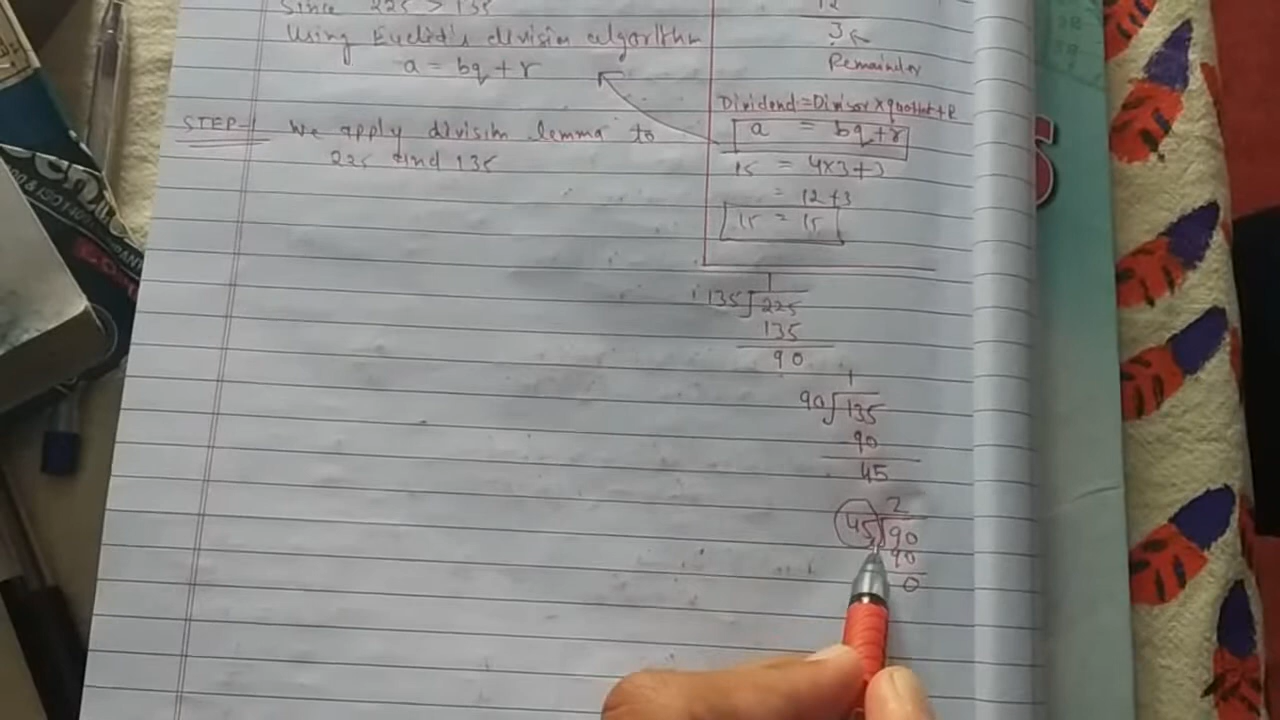 Since 225 > 135
Using Euclid's division algorithm
a = bq + r
STEP-1 We apply division lemma to
225 and 135
12
3
Remainder
Dividend = Divisor × quotient + R
a = bq + r
15 = 4×3+3
= 12+3
15 = 15
1
135 225
135
90
1
90 135
90
45
2
45 90
90
0